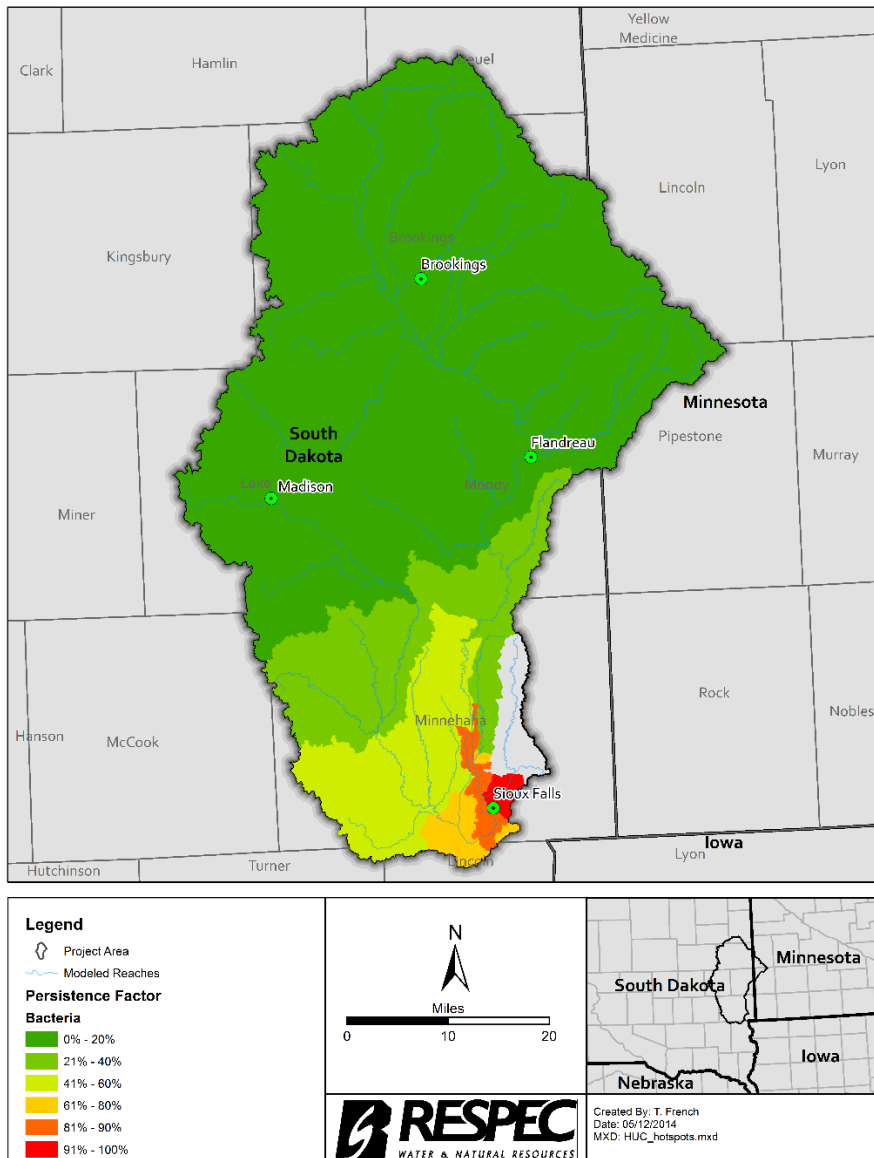 Yellow
Medicine
Clark
Hamlin
Deuel
Lyon
Lincoln
Kingsbury
Brookings
Brookings
Minnesota
South
Dakota
Flandreau
Pipestone
Murray
Lake
Madison
Moody
Miner
Rock
Nobles
Minnehaha
Hanson
McCook
Sioux Falls
Iowa
Lyon
Hutchinson
Turner
Lincoln
Legend
Project Area
Modeled Reaches
Persistence Factor
Bacteria
0% - 20%
21% - 40%
41% - 60%
61% - 80%
81% - 90%
91% - 100%
N
Miles
0 10 20
RESPEC
WATER & NATURAL RESOURCES
Minnesota
South Dakota
Iowa
Nebraska
Created By: T. French
Date: 05/12/2014
MXD: HUC_hotspots.mxd